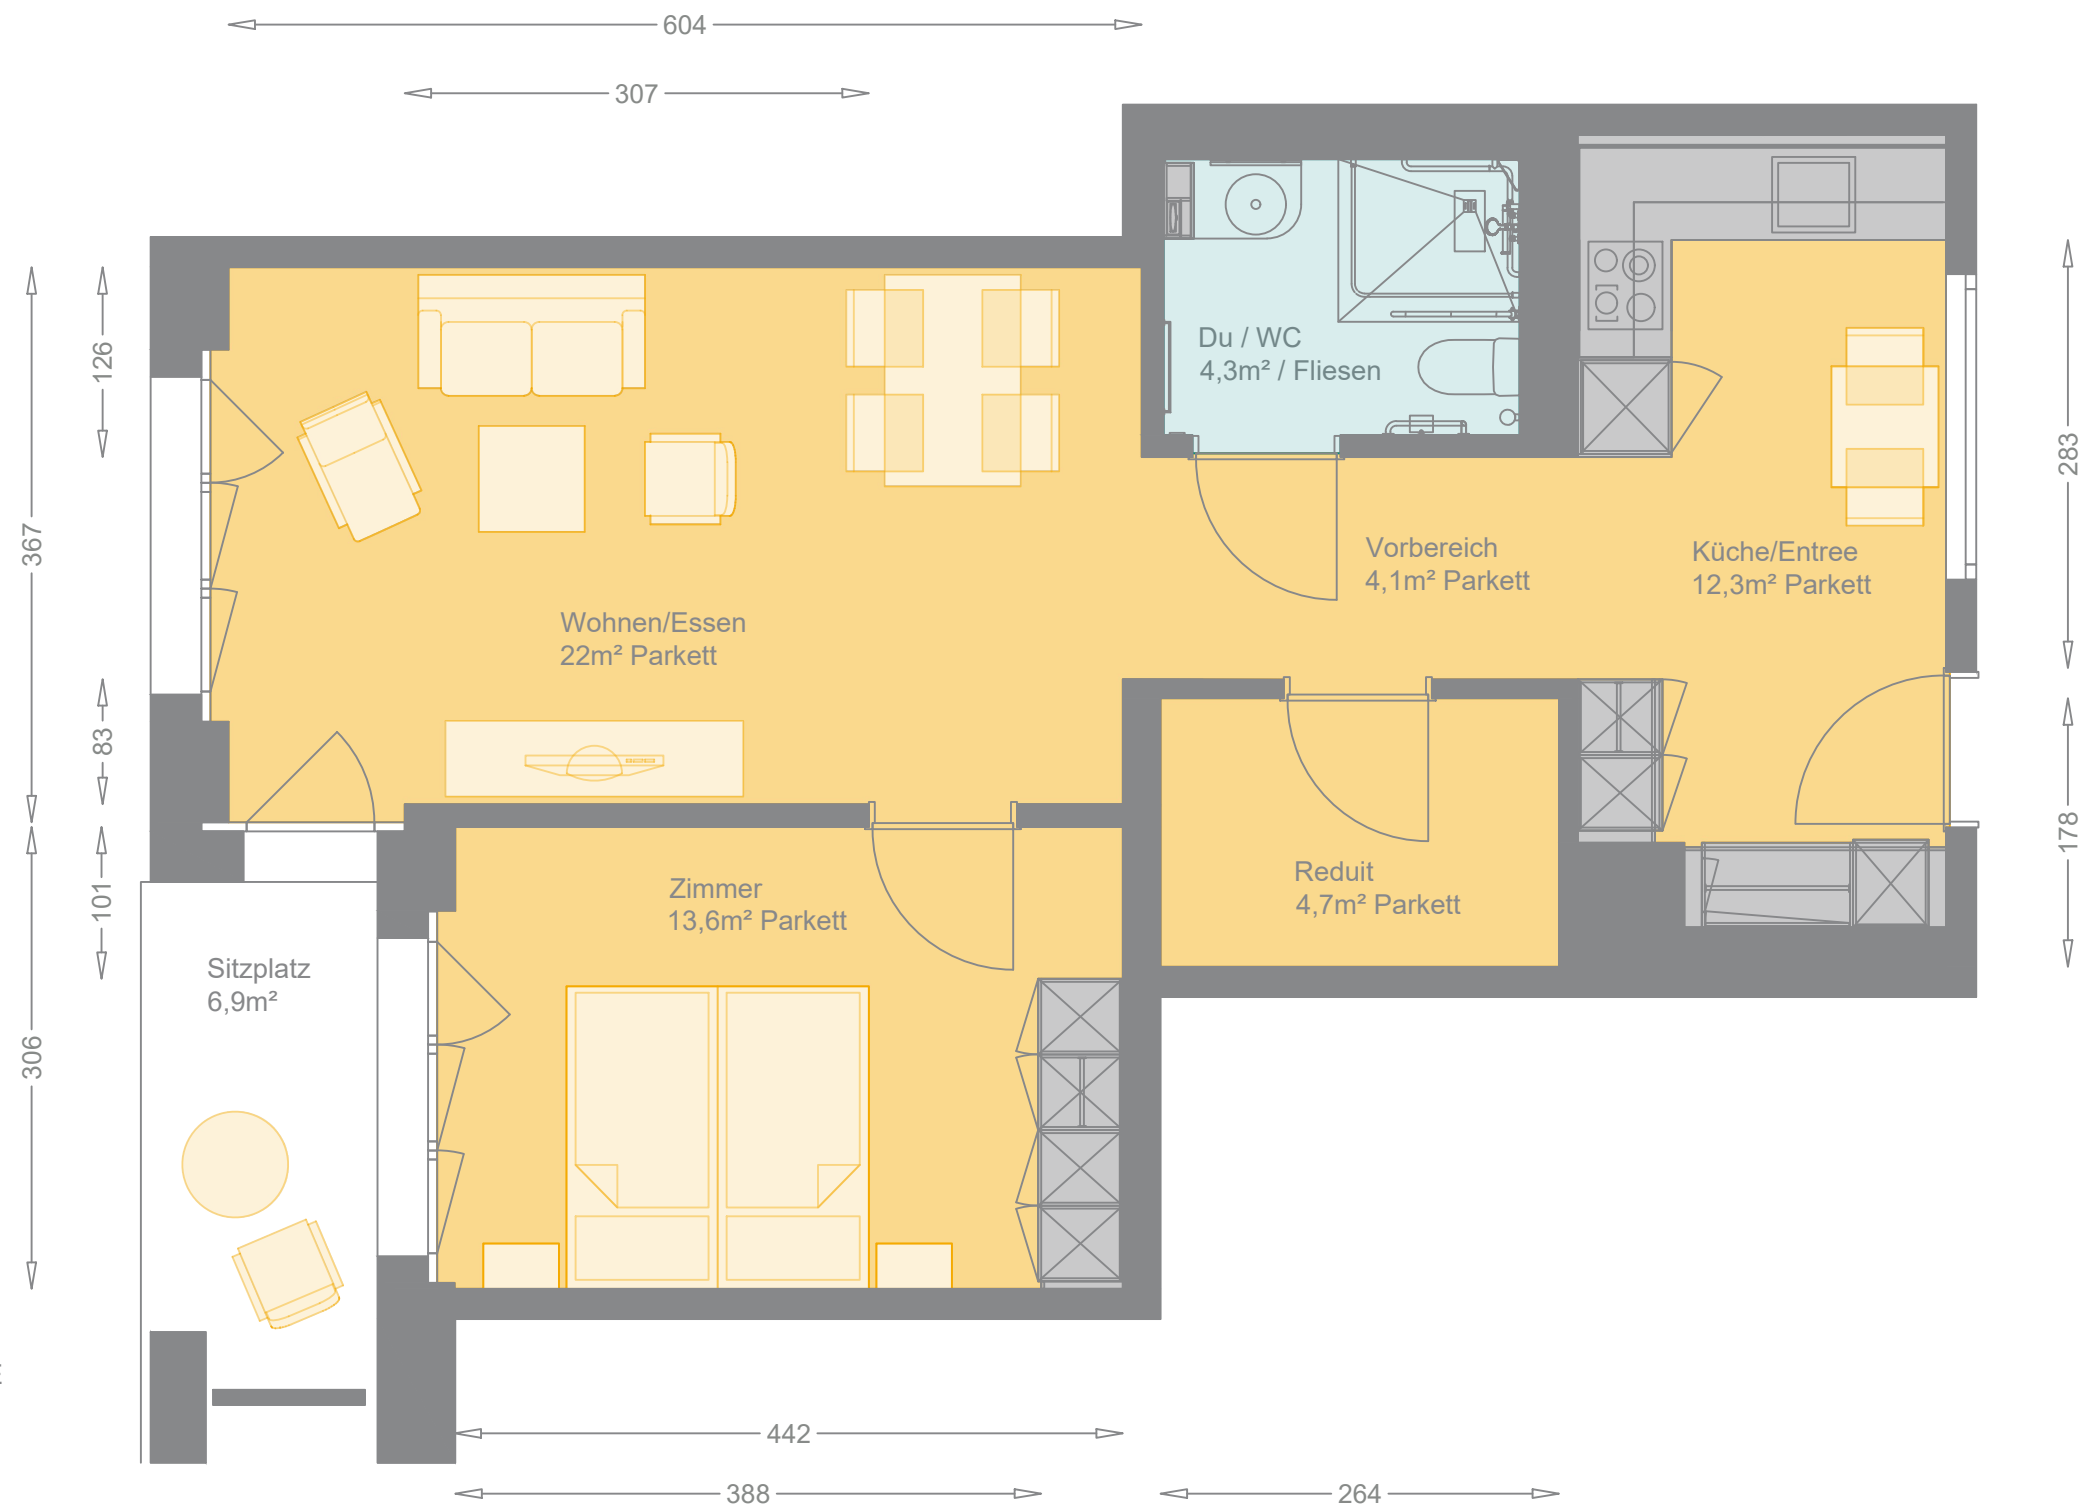 604
307
126
367
83
101
306
283
178
Du / WC
4,3m² / Fliesen
Vorbereich
4,1m² Parkett
Küche/Entree
12,3m² Parkett
Wohnen/Essen
22m² Parkett
Zimmer
13,6m² Parkett
Reduit
4,7m² Parkett
Sitzplatz
6,9m²
442
388
264